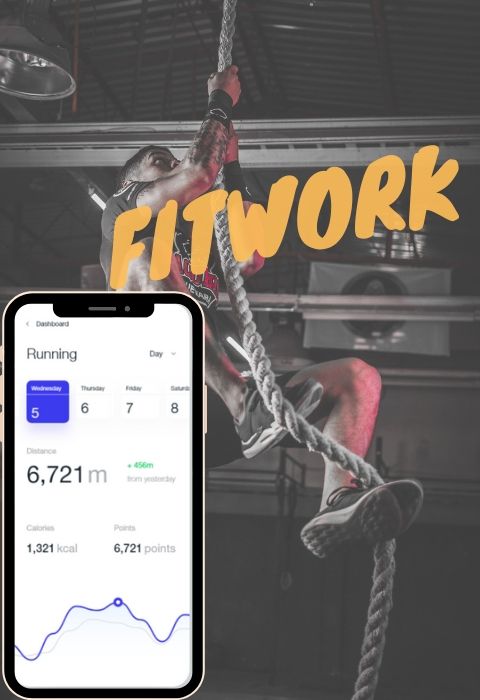 FITWORK
Dashboard
Running
Day
Wednesday
Thursday
Friday
5
6
7
8
Distance
6,721 m
+ 456m
from yesterday
Calories
Points
1,321 kcal
6,721 points